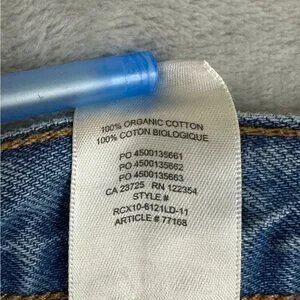 100% ORGANIC COTTON
100% COTON BIOLOGIQUE
PO 4500135661
PO 4500135662
PO 4500135663
CA 23725 RN 122354
STYLE #
RCX10-6121LD-11
ARTICLE # 77168